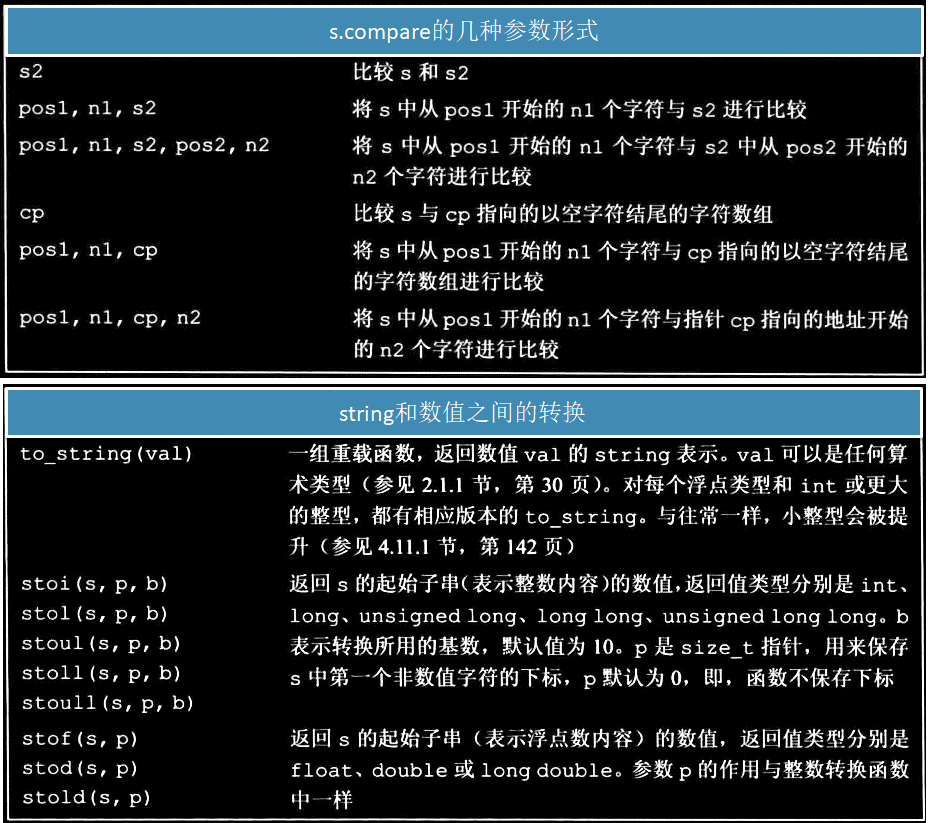 s.compare的几种参数形式
s2 比较 s 和 s2
pos1, n1, s2 将 s 中从 pos1 开始的 n1 个字符与 s2 进行比较
pos1, n1, s2, pos2, n2 将 s 中从 pos1 开始的 n1 个字符与 s2 中从 pos2 开始的
n2 个字符进行比较
cp 比较 s 与 cp 指向的以空字符结尾的字符数组
pos1, n1, cp 将 s 中从 pos1 开始的 n1 个字符与 cp 指向的以空字符结尾
的字符数组进行比较
pos1, n1, cp, n2 将 s 中从 pos1 开始的 n1 个字符与指针 cp 指向的地址开始
的 n2 个字符进行比较
string和数值之间的转换
to_string(val) 一组重载函数，返回数值 val 的 string 表示。val 可以是任何算
术类型（参见 2.1.1 节，第 30 页）。对每个浮点类型和 int 或更大
的整型，都有相应版本的 to_string。与往常一样，小整型会被提
升（参见 4.11.1 节，第 142 页）
stoi(s, p, b) 返回 s 的起始子串（表示整数内容）的数值，返回值类型分别是 int、
stol(s, p, b) long、unsigned long、long long、unsigned long long。b
stoul(s, p, b) 表示转换所用的基数，默认值为 10。p 是 size_t 指针，用来保存
stoll(s, p, b) s 中第一个非数值字符的下标，p 默认为 0，即，函数不保存下标
stoull(s, p, b)
stof(s, p) 返回 s 的起始子串（表示浮点数内容）的数值，返回值类型分别是
stod(s, p) float、double 或 long double。参数 p 的作用与整数转换函数
stold(s, p) 中一样